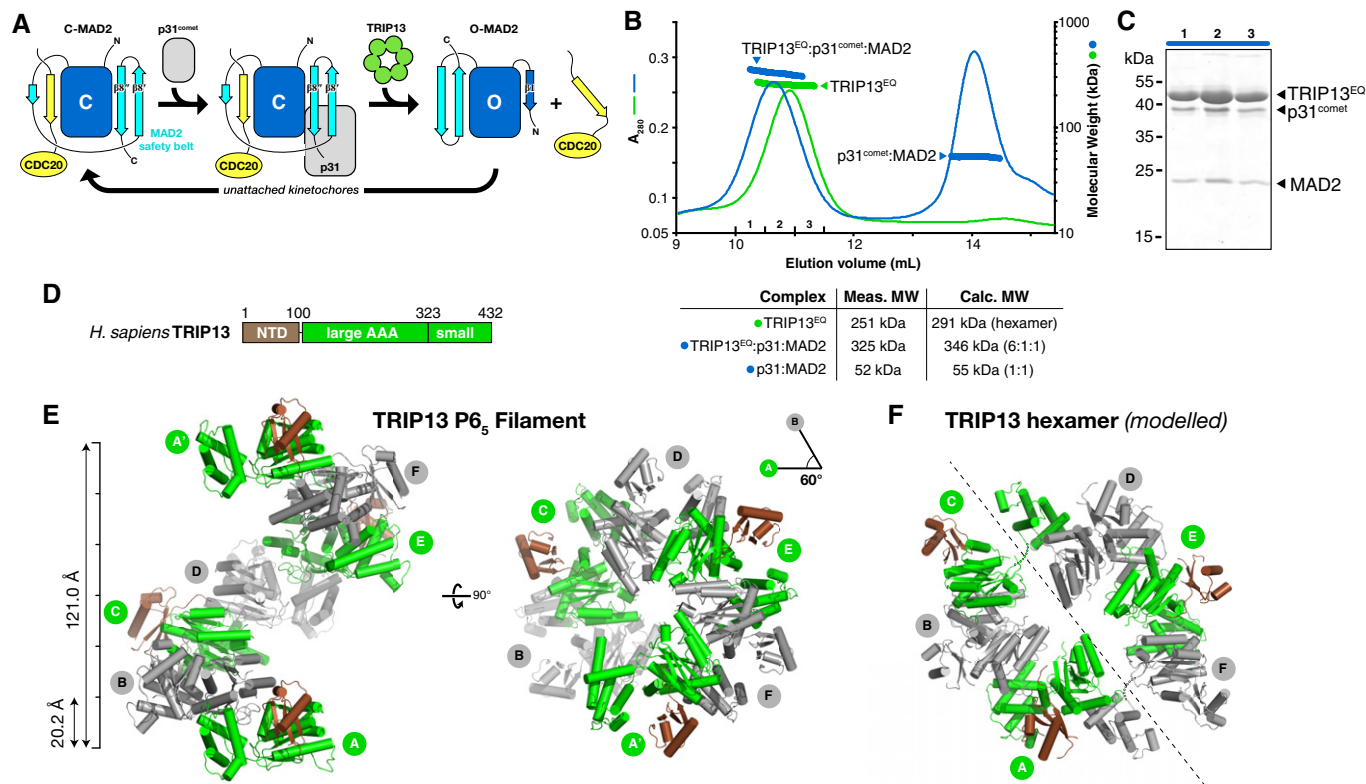 A
C-MAD2
p31comet
TRIP13
O-MAD2
N
N
C
C
β8″
β8′
C
β8″
β8′
O
β1
N
+
C
MAD2
safety belt
C
p31
CDC20
CDC20
CDC20
unattached kinetochores
B
A280
0.3
0.2
0.1
0.05
TRIP13EQ:p31comet:MAD2
TRIP13EQ
p31comet:MAD2
1 2 3
9 10 12 14
Elution volume (mL)
1000
100
10
Molecular Weight (kDa)
Complex Meas. MW Calc. MW
TRIP13EQ 251 kDa 291 kDa (hexamer)
TRIP13EQ:p31:MAD2 325 kDa 346 kDa (6:1:1)
p31:MAD2 52 kDa 55 kDa (1:1)
C
1 2 3
kDa
55
40
35
25
15
TRIP13EQ
p31comet
MAD2
D
1 100 323 432
H. sapiens TRIP13 NTD large AAA small
E
TRIP13 P65 Filament
A'
F
E
D
C
B
A
121.0 Å
20.2 Å
90°
D
C
E
B
F
A'
B
A
60°
F
TRIP13 hexamer (modelled)
C
D
E
B
F
A